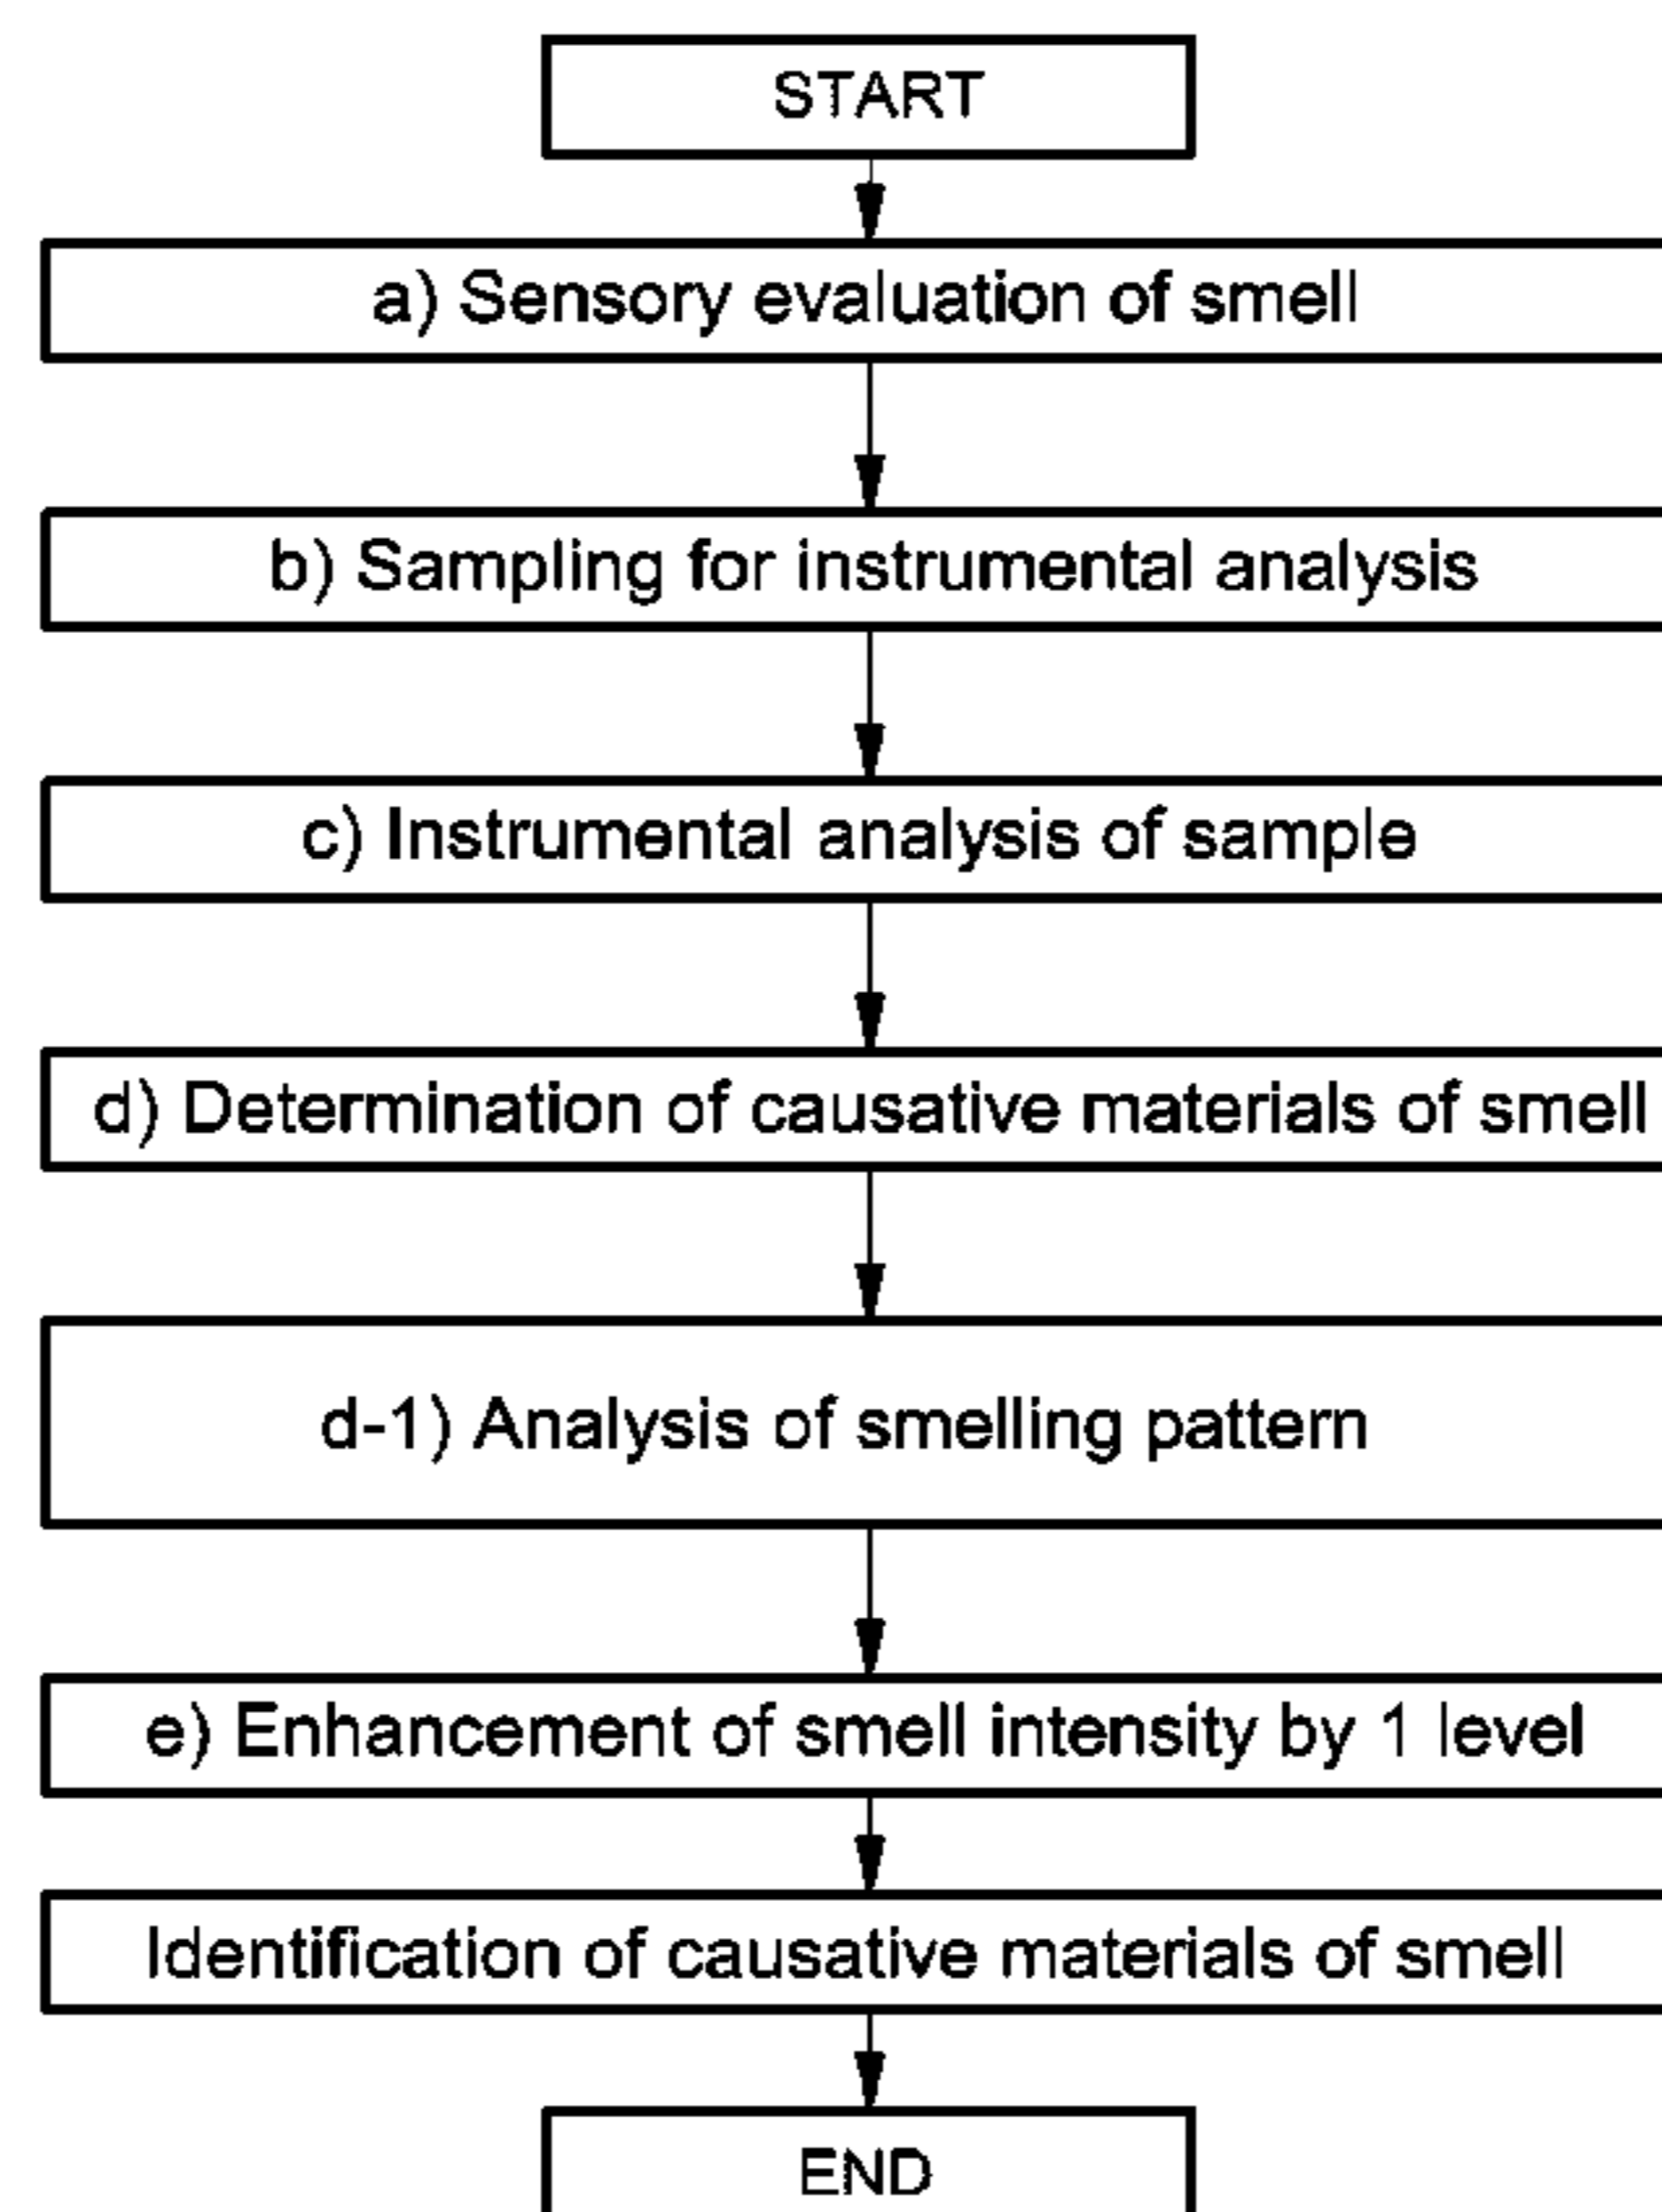 START
a) Sensory evaluation of smell
b) Sampling for instrumental analysis
c) Instrumental analysis of sample
d) Determination of causative materials of smell
d-1) Analysis of smelling pattern
e) Enhancement of smell intensity by 1 level
Identification of causative materials of smell
END